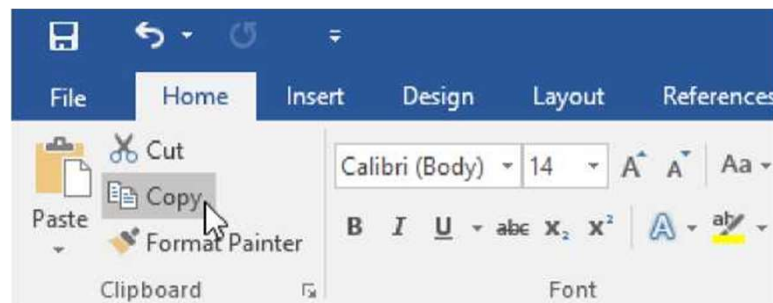 File Home Insert Design Layout References
Cut
Calibri (Body) 14 A A Aa
Copy
Paste
B I U abc X₂ X² A ab
Format Painter
Clipboard Font